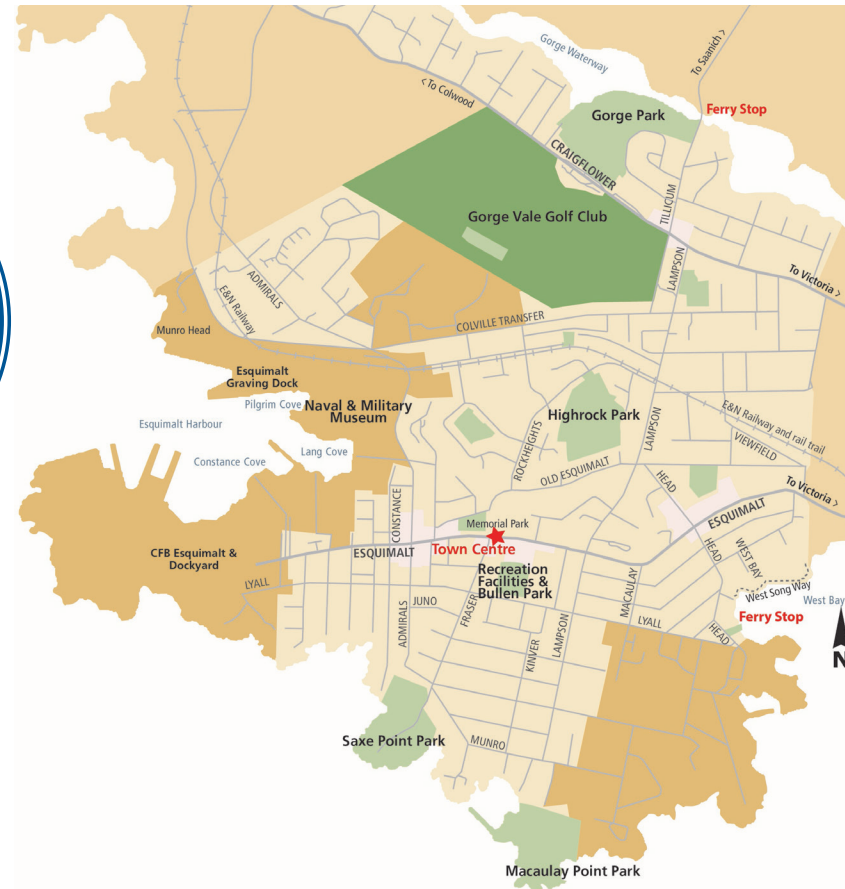 Gorge Waterway
To Saanich >
< To Colwood
Ferry Stop
Gorge Park
CRAIGFLOWER
TILLICUM
Gorge Vale Golf Club
LAMPSON
To Victoria >
ADMIRALS
E&N Railway
Munro Head
COLVILLE TRANSFER
Esquimalt
Graving Dock
Pilgrim Cove
Naval & Military
Museum
Esquimalt Harbour
Constance Cove
Lang Cove
Highrock Park
ROCKHEIGHTS
LAMPSON
E&N Railway and rail trail
VIEWFIELD
OLD ESQUIMALT
HEAD
To Victoria >
CONSTANCE
Memorial Park
ESQUIMALT
ESQUIMALT
Town Centre
CFB Esquimalt &
Dockyard
Recreation
Facilities &
Bullen Park
HEAD
WEST BAY
LYALL
MACAULAY
West Song Way
West Bay
JUNO
FRASER
ADMIRALS
LYALL
Ferry Stop
HEAD
KINVER
LAMPSON
N
Saxe Point Park
MUNRO
Macaulay Point Park